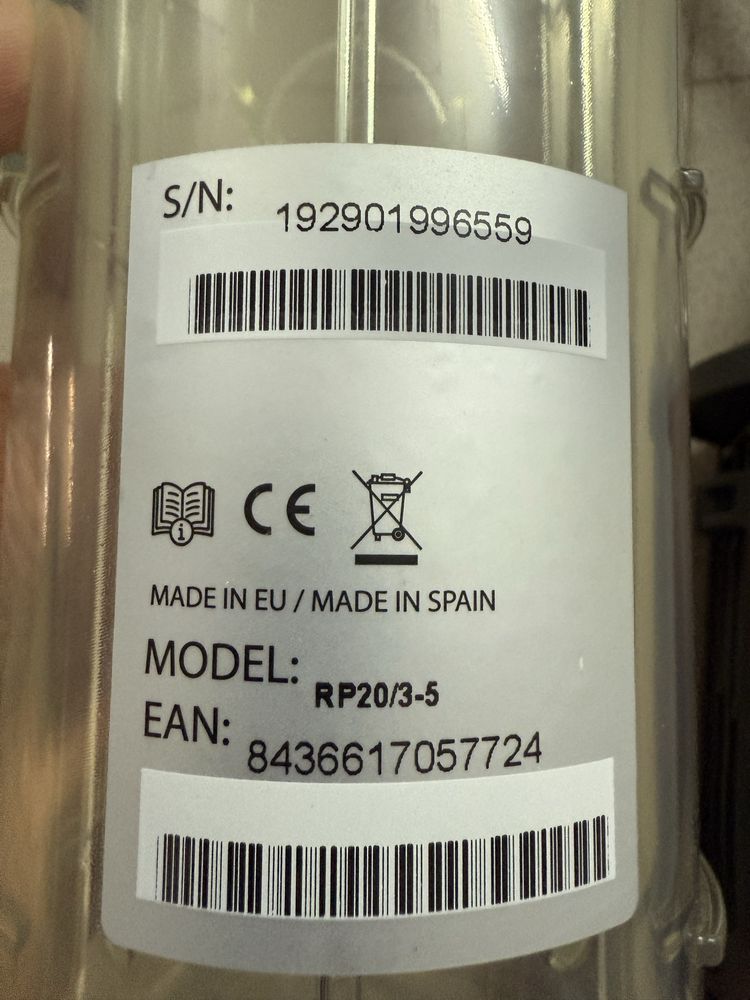 S/N: 192901996559
CE
MADE IN EU / MADE IN SPAIN
MODEL: RP20/3-5
EAN: 8436617057724